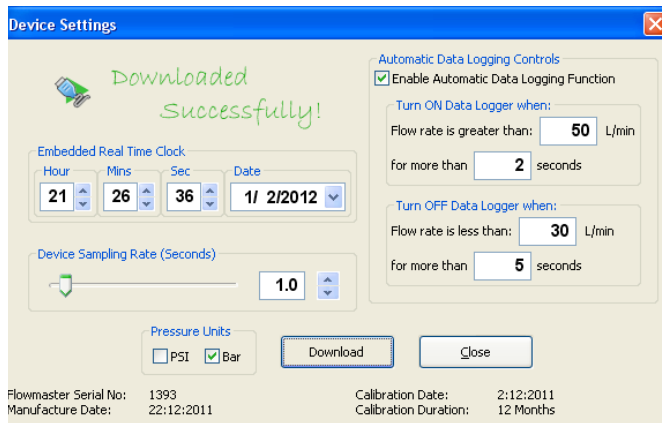 Device Settings
Downloaded
Successfully!
Embedded Real Time Clock
Hour Mins Sec Date
21 26 36 1/ 2/2012
Device Sampling Rate (Seconds)
1.0
Automatic Data Logging Controls
Enable Automatic Data Logging Function
Turn ON Data Logger when:
Flow rate is greater than: 50 L/min
for more than 2 seconds
Turn OFF Data Logger when:
Flow rate is less than: 30 L/min
for more than 5 seconds
Pressure Units
PSI Bar
Download
Close
Flowmaster Serial No: 1393
Manufacture Date: 22:12:2011
Calibration Date: 2:12:2011
Calibration Duration: 12 Months